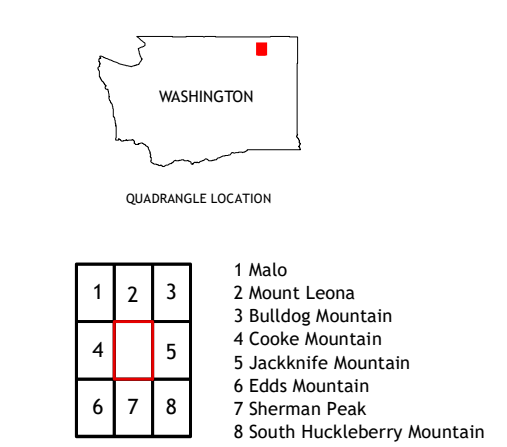 WASHINGTON
QUADRANGLE LOCATION
1 2 3
4 5
6 7 8
1 Malo
2 Mount Leona
3 Bulldog Mountain
4 Cooke Mountain
5 Jackknife Mountain
6 Edds Mountain
7 Sherman Peak
8 South Huckleberry Mountain